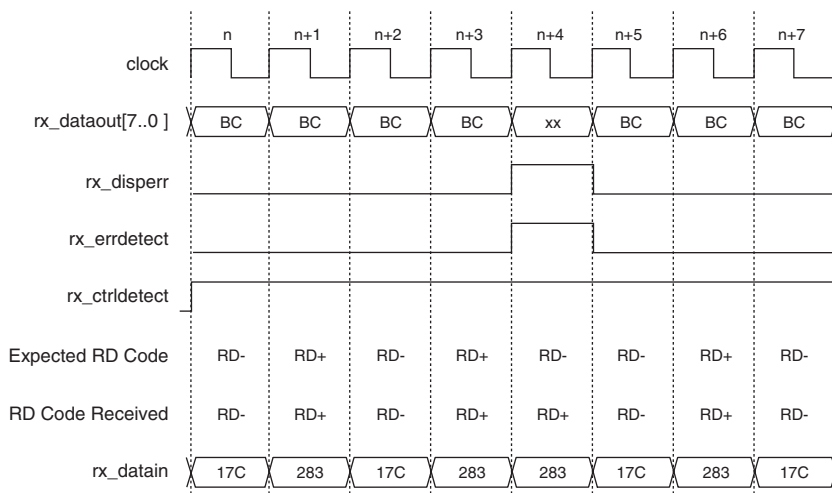 n n+1 n+2 n+3 n+4 n+5 n+6 n+7
clock
rx_dataout[7..0 ] BC BC BC BC xx BC BC BC
rx_disperr
rx_errdetect
rx_ctrldetect
Expected RD Code RD- RD+ RD- RD+ RD- RD- RD+ RD-
RD Code Received RD- RD+ RD- RD+ RD+ RD- RD+ RD-
rx_datain 17C 283 17C 283 283 17C 283 17C